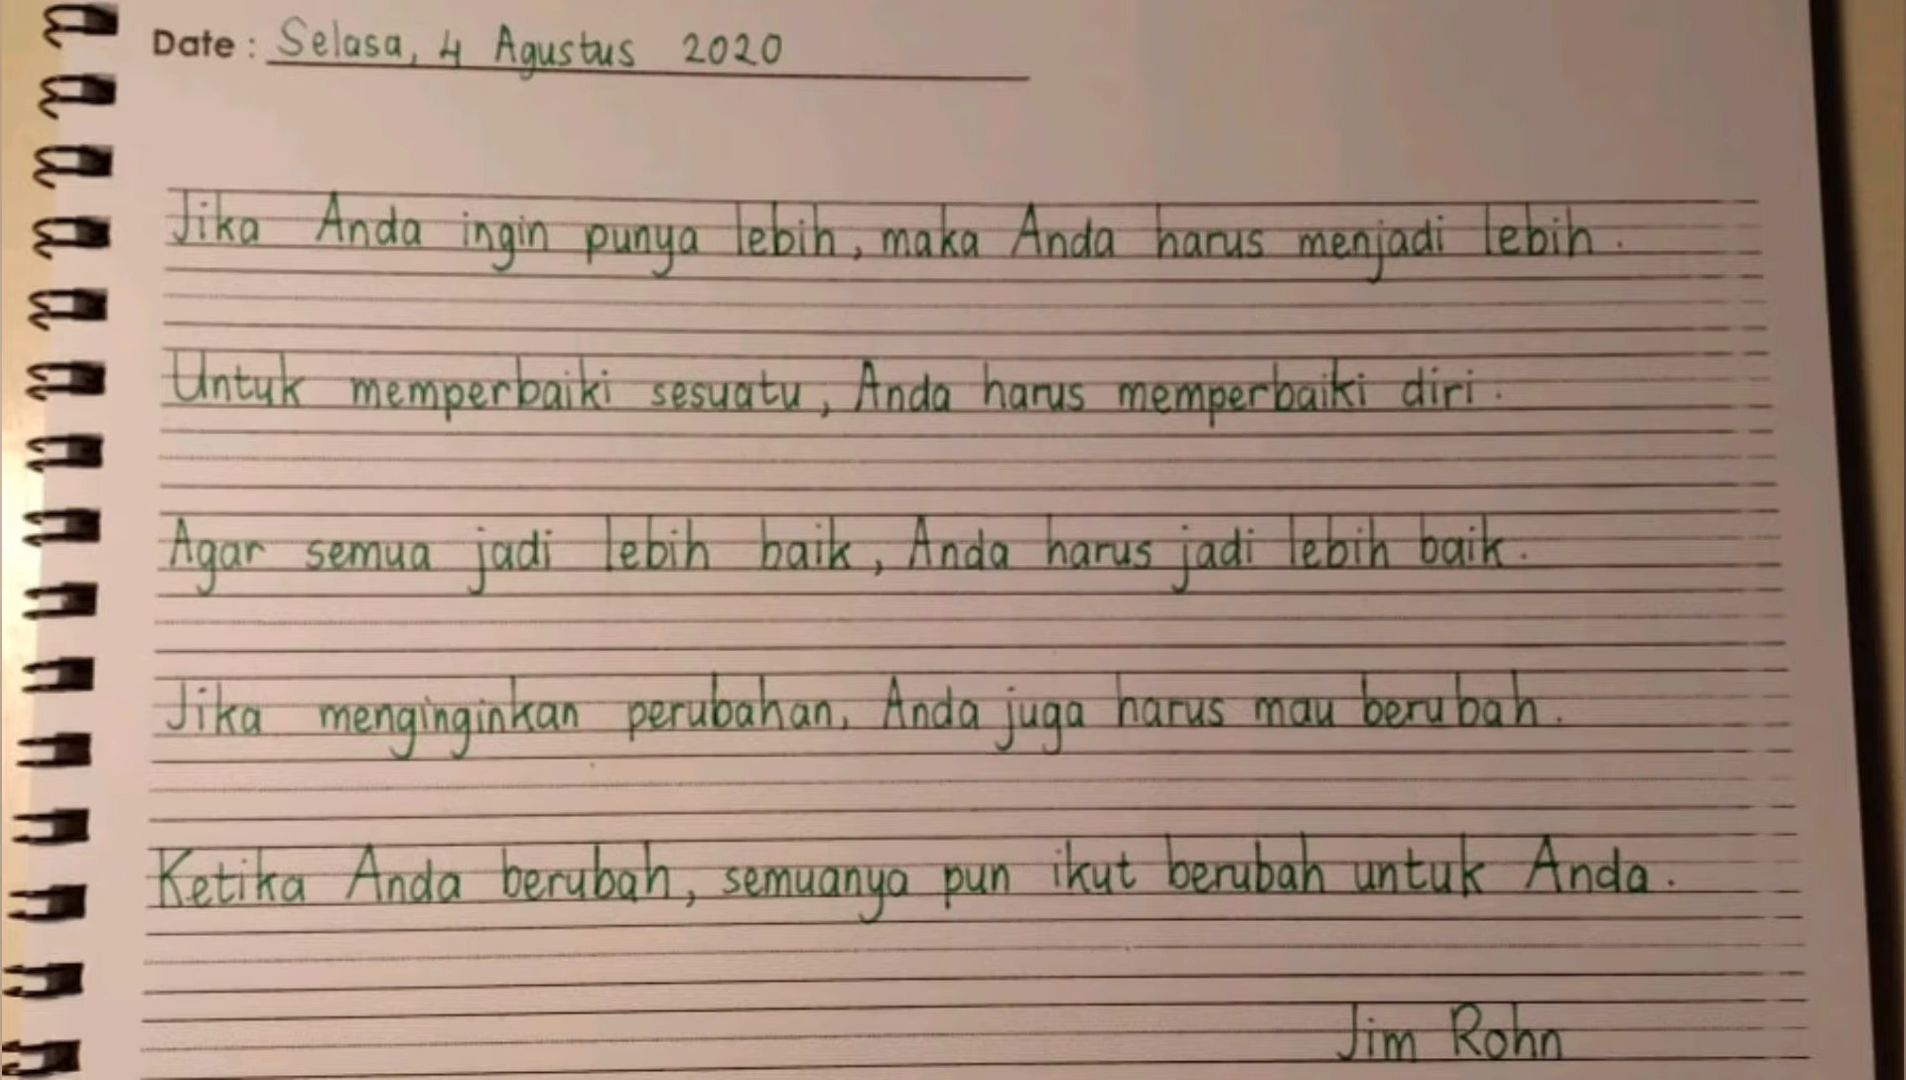 Date : Selasa, 4 Agustus 2020
Jika Anda ingin punya lebih, maka Anda harus menjadi lebih.
Untuk memperbaiki sesuatu, Anda harus memperbaiki diri.
Agar semua jadi lebih baik, Anda harus jadi lebih baik.
Jika menginginkan perubahan, Anda juga harus mau berubah.
Ketika Anda berubah, semuanya pun ikut berubah untuk Anda.
Jim Rohn